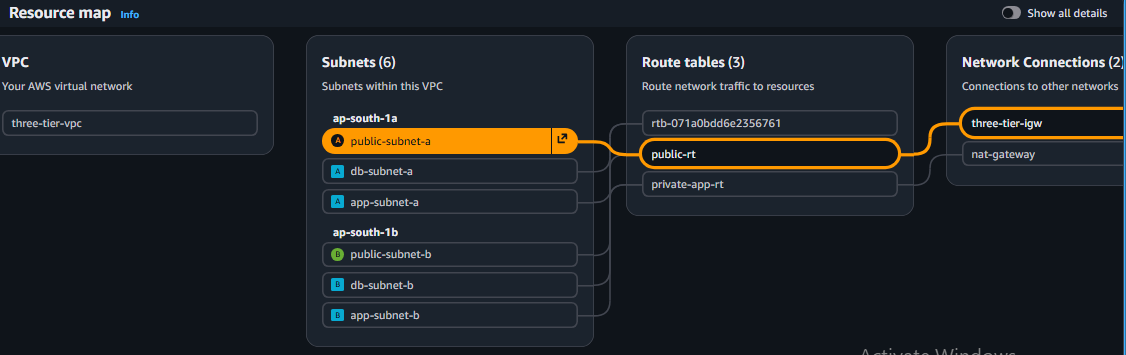 Resource map Info
Show all details
VPC
Your AWS virtual network
three-tier-vpc
Subnets (6)
Subnets within this VPC
ap-south-1a
A public-subnet-a
A db-subnet-a
A app-subnet-a
ap-south-1b
B public-subnet-b
B db-subnet-b
B app-subnet-b
Route tables (3)
Route network traffic to resources
rtb-071a0bdd6e2356761
public-rt
private-app-rt
Network Connections (2)
Connections to other networks
three-tier-igw
nat-gateway
Activate Windows